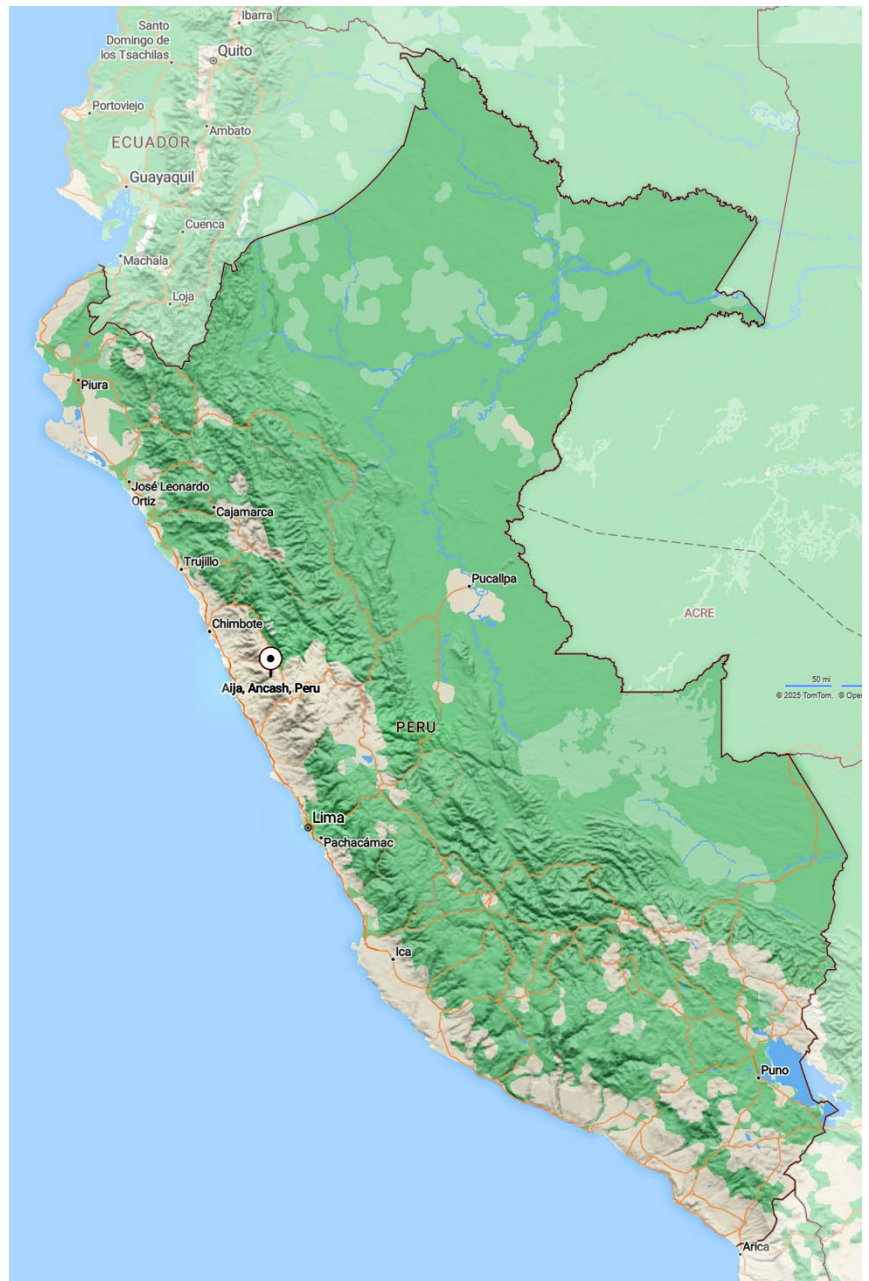 Ibarra
Santo
Domingo de
los Tsachilas
Quito
Portoviejo
Ambato
ECUADOR
Guayaquil
Cuenca
Machala
Loja
Piura
José Leonardo
Ortiz
Cajamarca
Trujillo
Pucallpa
ACRE
Chimbote
Aija, Ancash, Peru
50 mi
© 2025 TomTom, © Oper
PERU
Lima
Pachacámac
Ica
Puno
Arica